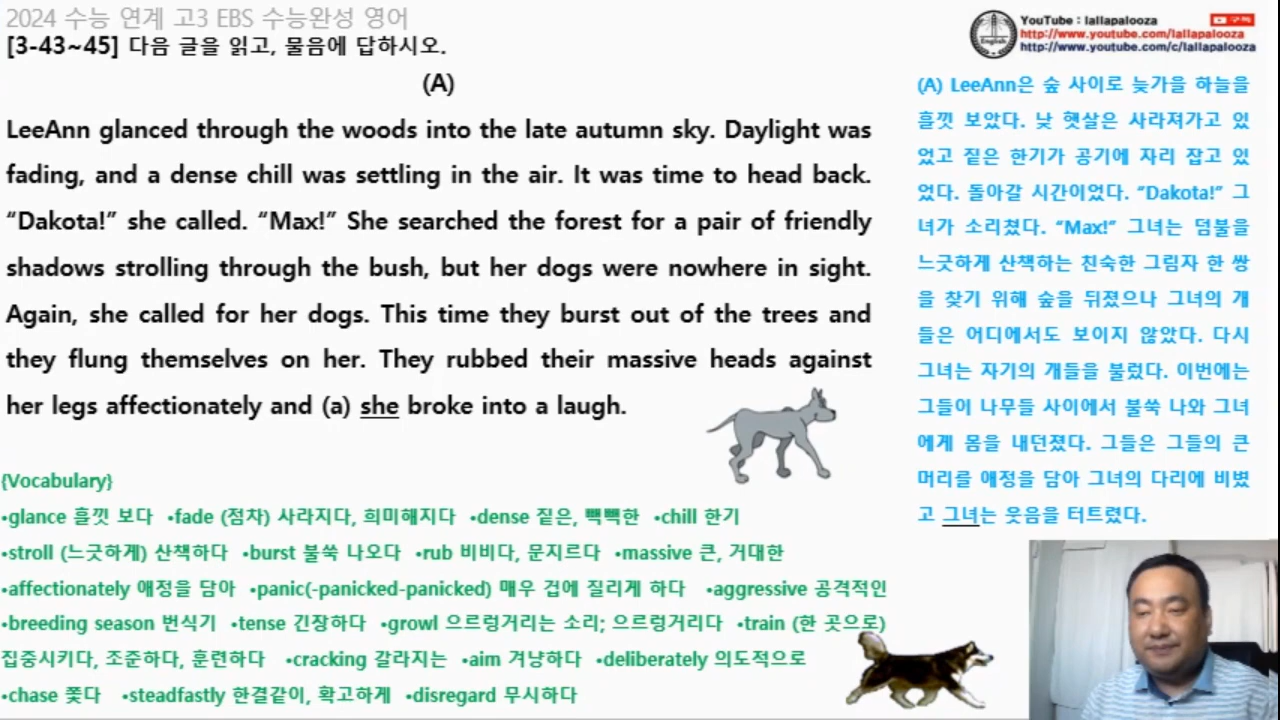 2024 수능 연계 고3 EBS 수능완성 영어
[3-43~45] 다음 글을 읽고, 물음에 답하시오.
(A)
LeeAnn glanced through the woods into the late autumn sky. Daylight was
fading, and a dense chill was settling in the air. It was time to head back.
“Dakota!” she called. “Max!” She searched the forest for a pair of friendly
shadows strolling through the bush, but her dogs were nowhere in sight.
Again, she called for her dogs. This time they burst out of the trees and
they flung themselves on her. They rubbed their massive heads against
her legs affectionately and (a) she broke into a laugh.
{Vocabulary}
•glance 흘낏 보다 •fade (점차) 사라지다, 희미해지다 •dense 짙은, 빽빽한 •chill 한기
•stroll (느긋하게) 산책하다 •burst 불쑥 나오다 •rub 비비다, 문지르다 •massive 큰, 거대한
•affectionately 애정을 담아 •panic(-panicked-panicked) 매우 겁에 질리게 하다 •aggressive 공격적인
•breeding season 번식기 •tense 긴장하다 •growl 으르렁거리는 소리; 으르렁거리다 •train (한 곳으로)
집중시키다, 조준하다, 훈련하다 •cracking 갈라지는 •aim 겨냥하다 •deliberately 의도적으로
•chase 쫓다 •steadfastly 한결같이, 확고하게 •disregard 무시하다
English
YouTube : lallapalooza
구독
http://www.youtube.com/lallapalooza
http://www.youtube.com/c/lallapalooza
(A) LeeAnn은 숲 사이로 늦가을 하늘을
흘낏 보았다. 낮 햇살은 사라져가고 있
었고 짙은 한기가 공기에 자리 잡고 있
었다. 돌아갈 시간이었다. “Dakota!” 그
녀가 소리쳤다. “Max!” 그녀는 덤불을
느긋하게 산책하는 친숙한 그림자 한 쌍
을 찾기 위해 숲을 뒤졌으나 그녀의 개
들은 어디에서도 보이지 않았다. 다시
그녀는 자기의 개들을 불렀다. 이번에는
그들이 나무들 사이에서 불쑥 나와 그녀
에게 몸을 내던졌다. 그들은 그들의 큰
머리를 애정을 담아 그녀의 다리에 비볐
고 그녀는 웃음을 터트렸다.